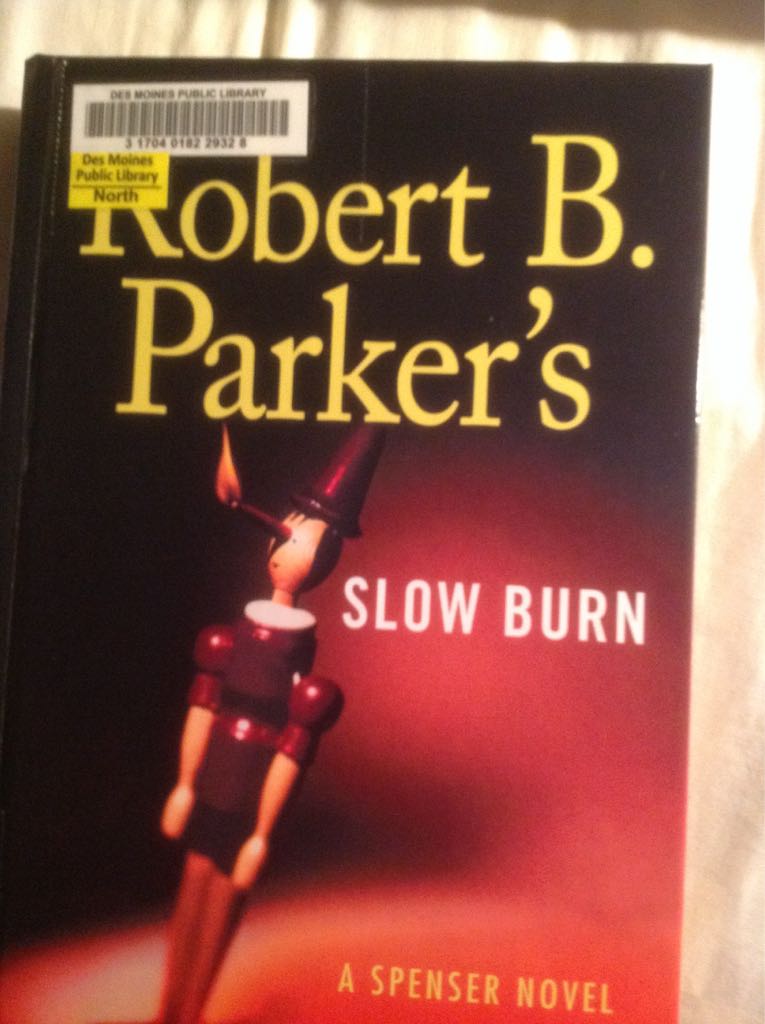 DES MOINES PUBLIC LIBRARY
3 1704 0182 2932 8
Des Moines
Public Library
North
Robert B.
Parker's
SLOW BURN
A SPENSER NOVEL